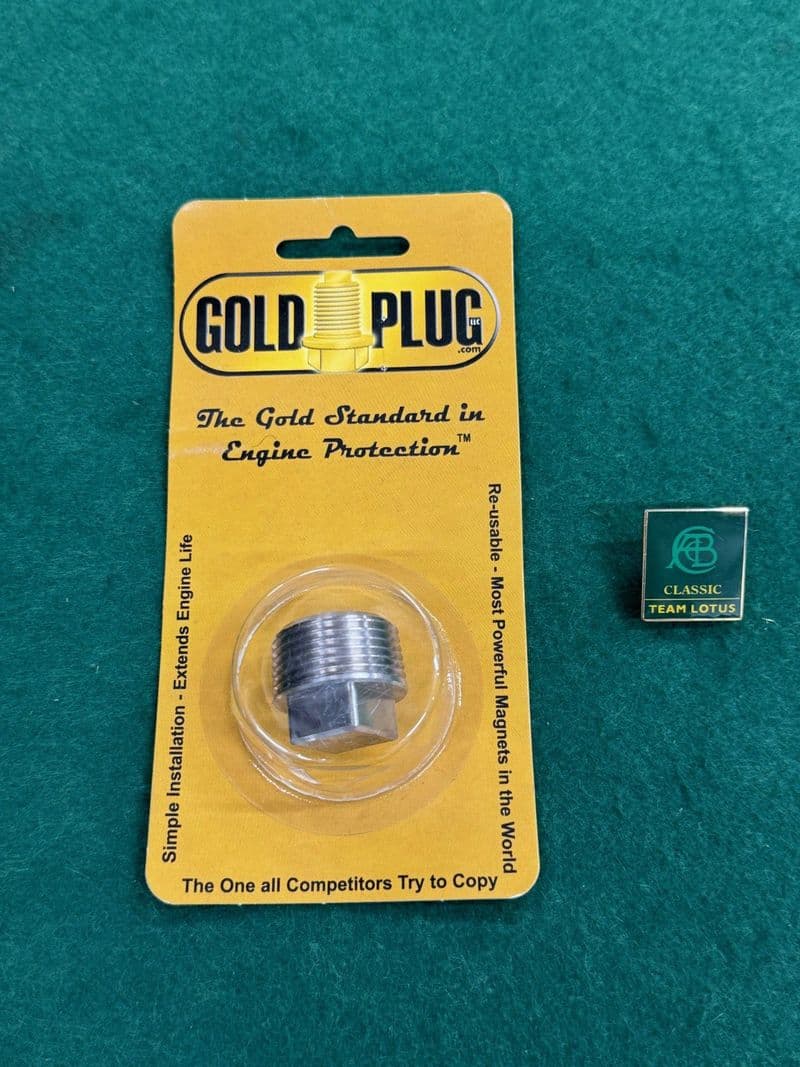 GOLD PLUG LLC
.com
The Gold Standard in
Engine Protection™
Simple Installation - Extends Engine Life
Re-usable - Most Powerful Magnets in the World
The One all Competitors Try to Copy
ACBC
CLASSIC
TEAM LOTUS